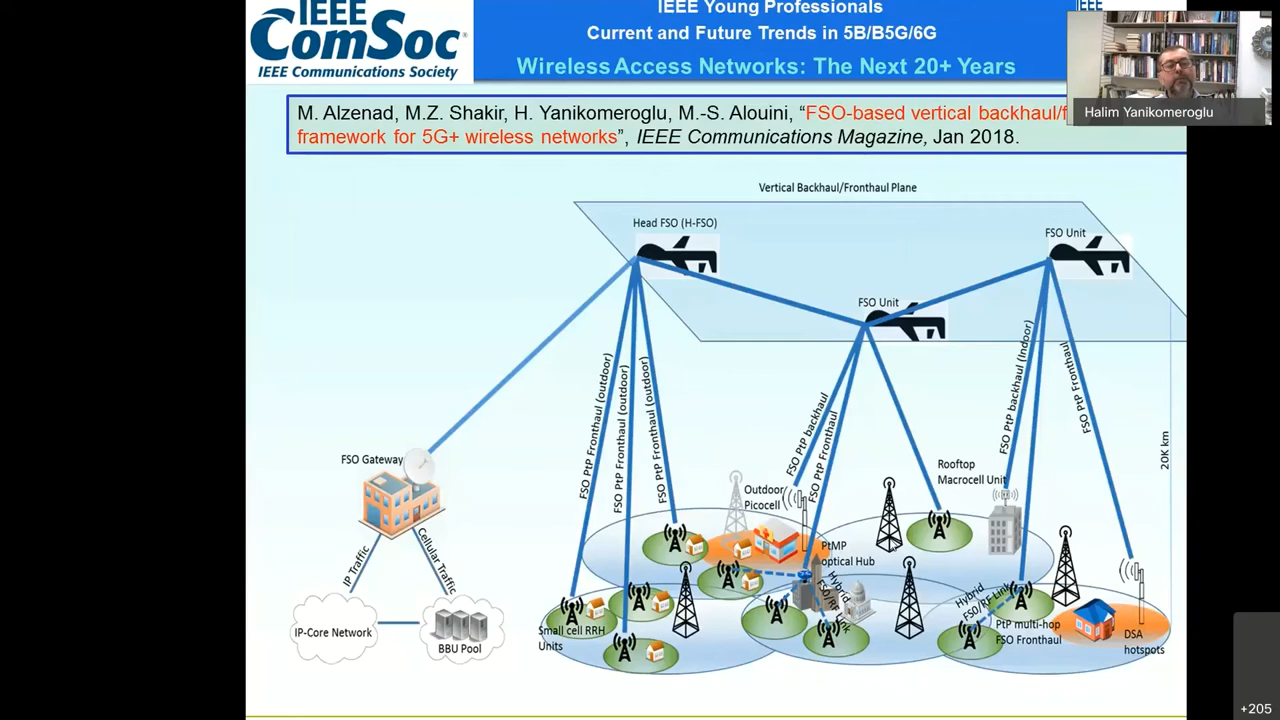 IEEE
ComSoc®
IEEE Communications Society
IEEE Young Professionals
Current and Future Trends in 5B/B5G/6G
Wireless Access Networks: The Next 20+ Years
IEEE
Halim Yanikomeroglu
M. Alzenad, M.Z. Shakir, H. Yanikomeroglu, M.-S. Alouini, “FSO-based vertical backhaul/f
framework for 5G+ wireless networks”, IEEE Communications Magazine, Jan 2018.
Vertical Backhaul/Fronthaul Plane
Head FSO (H-FSO)
FSO Unit
FSO Unit
FSO PtP Fronthaul (outdoor)
FSO PtP Fronthaul (outdoor)
FSO PtP Fronthaul (outdoor)
FSO PtP backhaul
FSO PtP Fronthaul
FSO PtP backhaul (Indoor)
FSO PtP Fronthaul
20K km
FSO Gateway
IP Traffic
Cellular Traffic
IP-Core Network
BBU Pool
Outdoor
Picocell
Rooftop
Macrocell Unit
PtMP
optical Hub
Hybrid
FSO/RF Link
Hybrid
FSO/RF Link
Small cell RRH
Units
PtP multi-hop
FSO Fronthaul
DSA
hotspots
+205